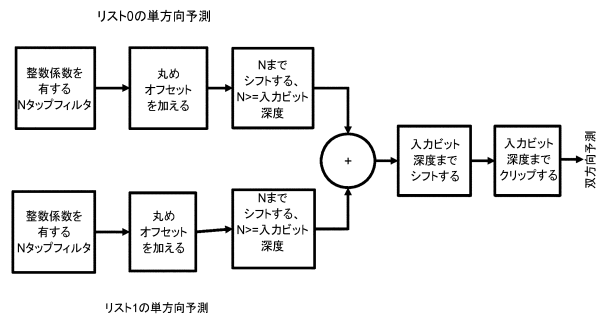 リスト0の単方向予測
整数係数を
有する
Nタップフィルタ
丸め
オフセット
を加える
Nまで
シフトする、
N>=入力ビット
深度
+
入力ビット
深度まで
シフトする
入力ビット
深度まで
クリップする
双方向予測
整数係数を
有する
Nタップフィルタ
丸め
オフセット
を加える
Nまで
シフトする、
N>=入力ビット
深度
リスト1の単方向予測